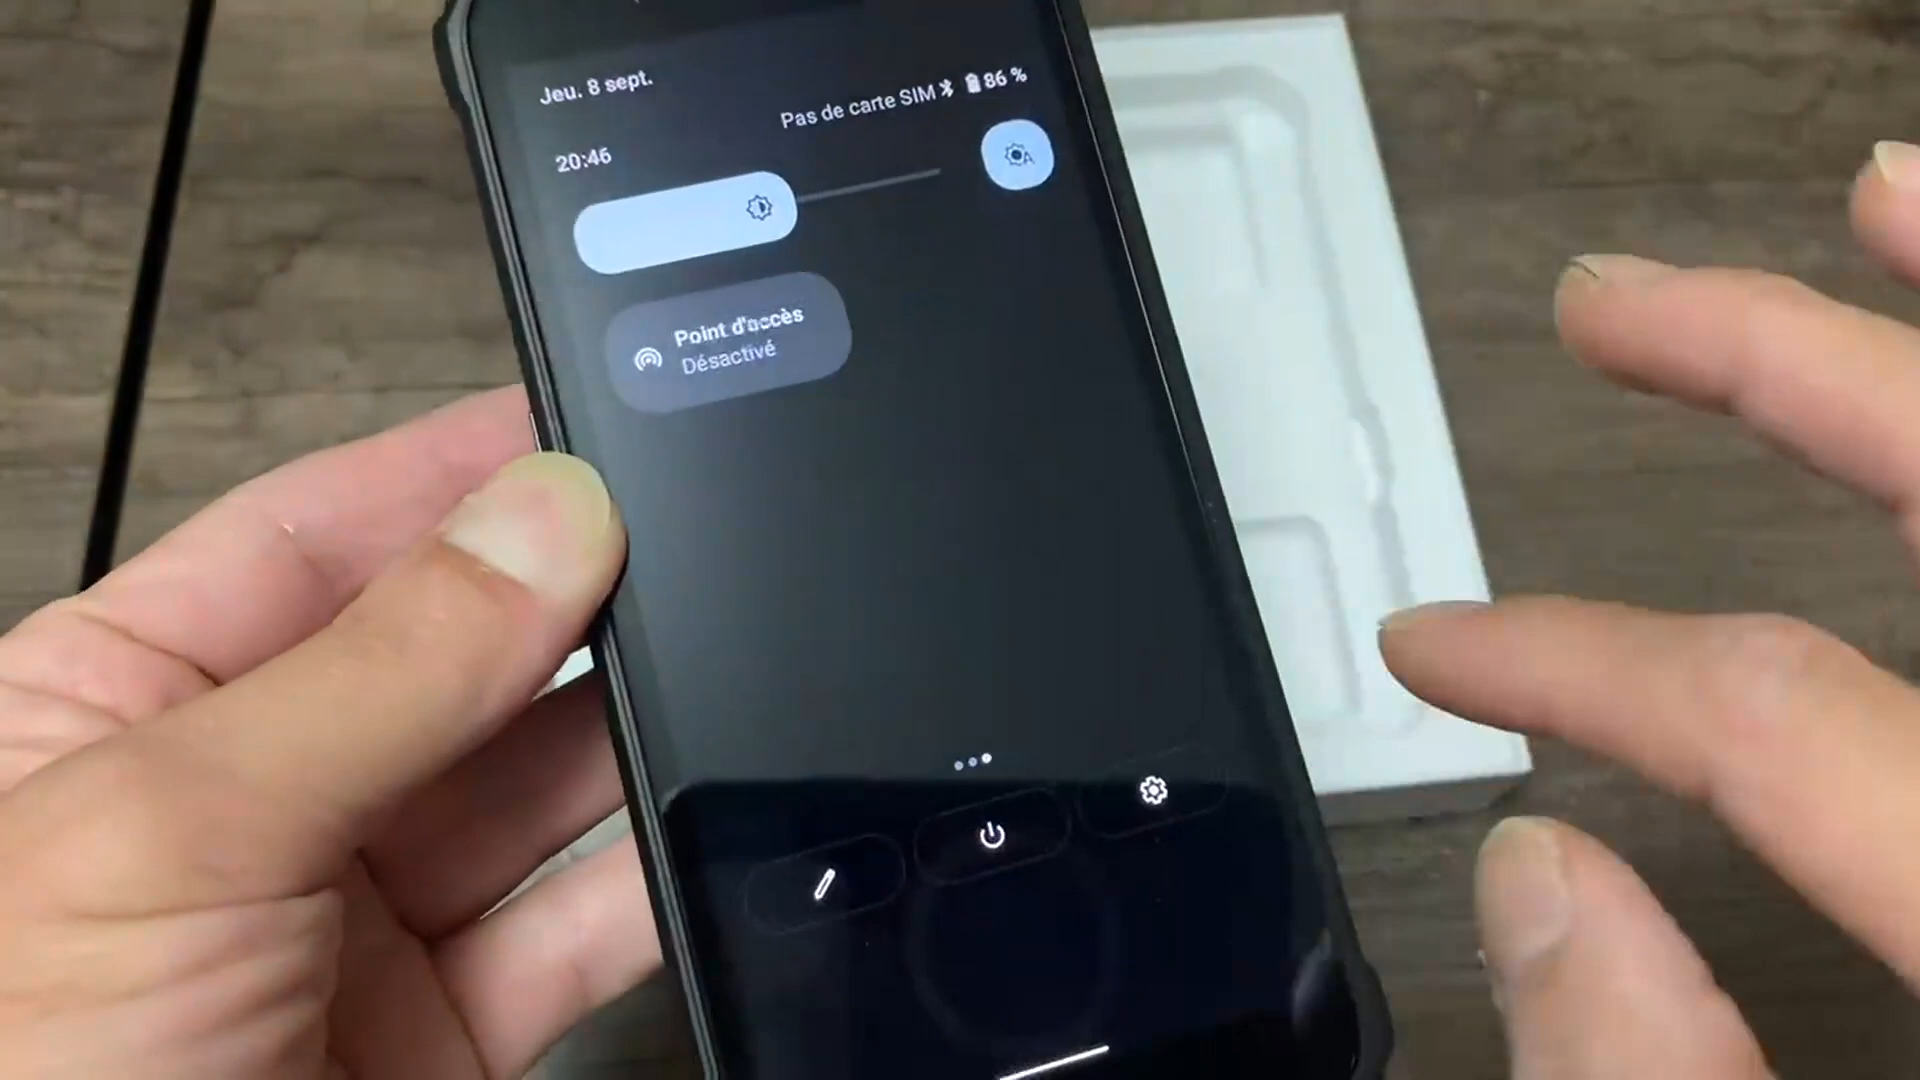 Jeu. 8 sept.
Pas de carte SIM 86 %
20:46
A
Point d'accès
Désactivé